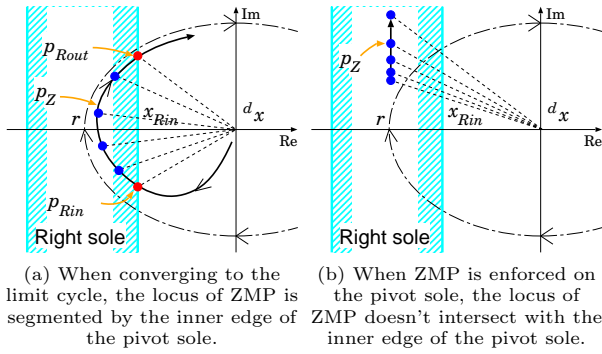 Im
p_Rout
p_Z
r
x_Rin
d_x
Re
p_Rin
Right sole
(a) When converging to the
limit cycle, the locus of ZMP is
segmented by the inner edge of
the pivot sole.
Im
p_Z
r
x_Rin
d_x
Re
Right sole
(b) When ZMP is enforced on
the pivot sole, the locus of
ZMP doesn't intersect with the
inner edge of the pivot sole.